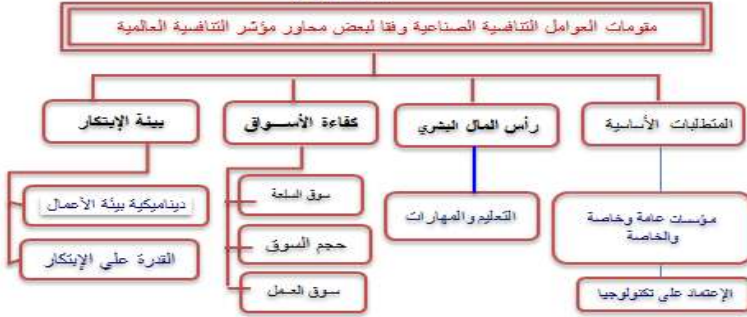 مقومات العوامل التنافسية الصناعية وفقا لبعض محاور مؤشر التنافسية العالمية
المتطلبات الأساسية
رأس المال البشري
كفاءة الأســـواق
بيئة الإبتكار
مؤسسات عامة وخاصة
والخاصة
الإعتماد على تكنولوجيا
التعليم والمهارات
سوق السلعة
حجم السوق
سوق العـمل
ديناميكية بيئة الأعمال
القدرة علي الإبتكار